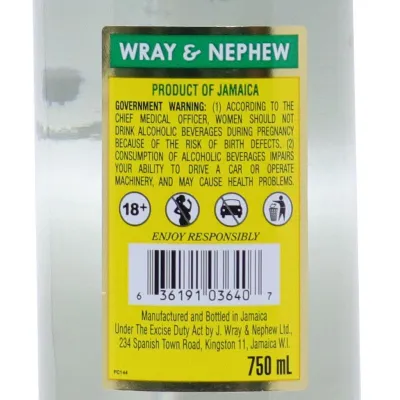 WRAY & NEPHEW
PRODUCT OF JAMAICA
GOVERNMENT WARNING: (1) ACCORDING TO THE
CHIEF MEDICAL OFFICER, WOMEN SHOULD NOT
DRINK ALCOHOLIC BEVERAGES DURING PREGNANCY
BECAUSE OF THE RISK OF BIRTH DEFECTS. (2)
CONSUMPTION OF ALCOHOLIC BEVERAGES IMPAIRS
YOUR ABILITY TO DRIVE A CAR OR OPERATE
MACHINERY, AND MAY CAUSE HEALTH PROBLEMS.
18+
ENJOY RESPONSIBLY
6 36191 03640 7
Manufactured and Bottled in Jamaica
Under The Excise Duty Act by J. Wray & Nephew Ltd.,
234 Spanish Town Road, Kingston 11, Jamaica W.I.
750 mL